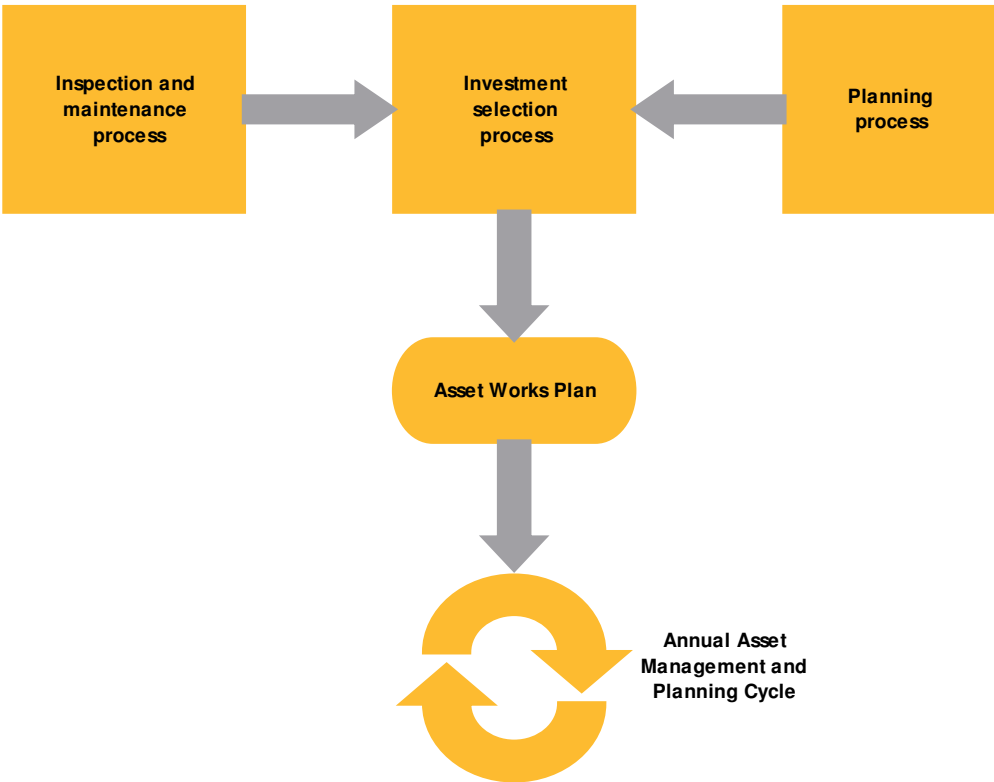 Inspection and
maintenance
process
Investment
selection
process
Planning
process
Asset Works Plan
Annual Asset
Management and
Planning Cycle